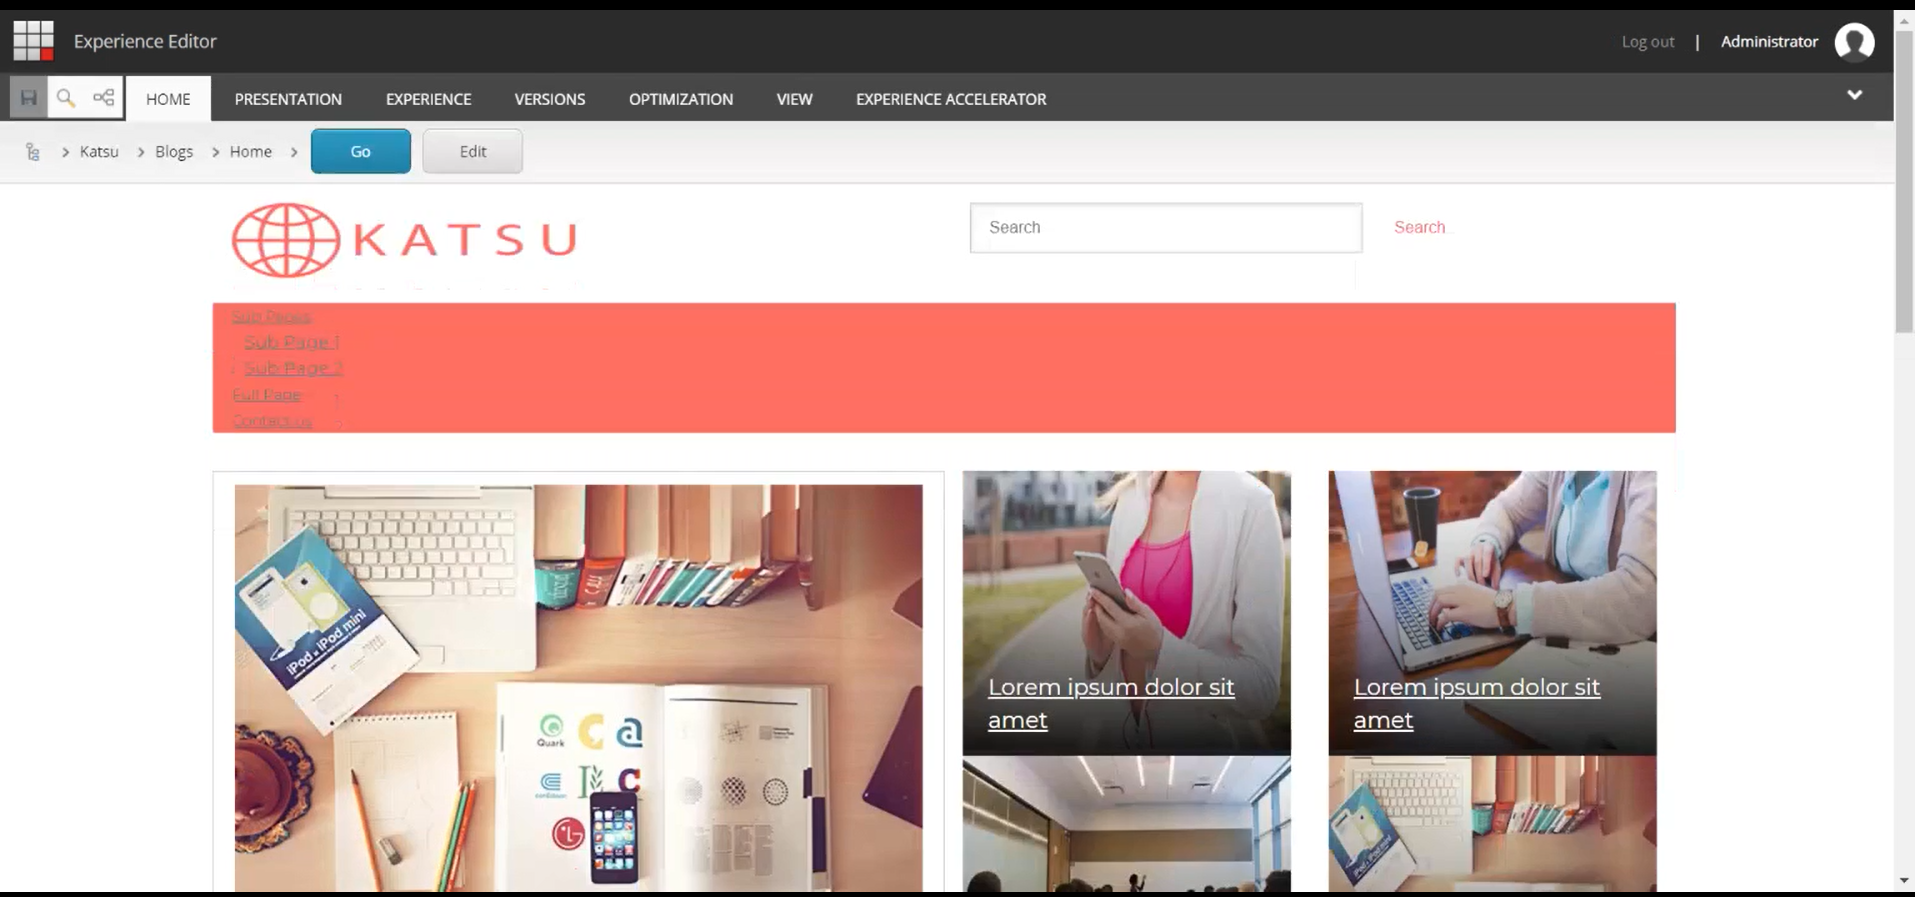 Experience Editor
Log out | Administrator
HOME PRESENTATION EXPERIENCE VERSIONS OPTIMIZATION VIEW EXPERIENCE ACCELERATOR
> Katsu > Blogs > Home > Go Edit
KATSU
Search Search
Sub Pages
Sub Page 1
Sub Page 2
Full Page
Contact us
iPod и iPod mini
Quark
Lorem ipsum dolor sit
amet
Lorem ipsum dolor sit
amet